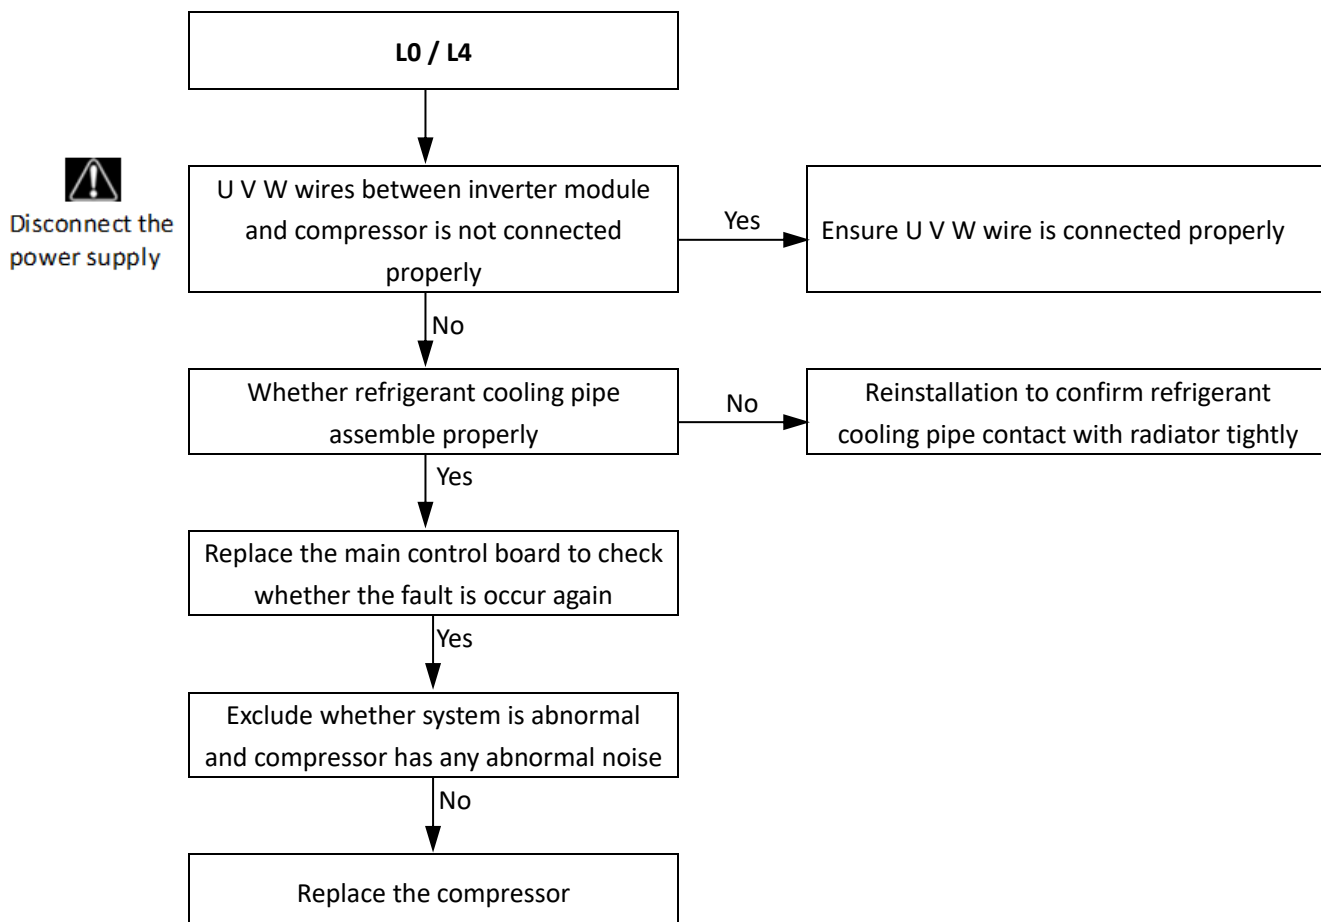 L0 / L4
Disconnect the
power supply
U V W wires between inverter module
and compressor is not connected
properly
Yes
Ensure U V W wire is connected properly
No
Whether refrigerant cooling pipe
assemble properly
No
Reinstallation to confirm refrigerant
cooling pipe contact with radiator tightly
Yes
Replace the main control board to check
whether the fault is occur again
Yes
Exclude whether system is abnormal
and compressor has any abnormal noise
No
Replace the compressor